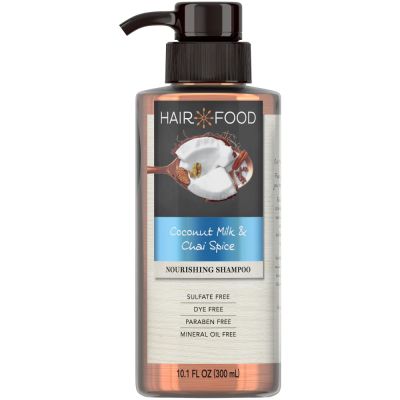 HAIR FOOD
Coconut Milk &
Chai Spice
NOURISHING SHAMPOO
SULFATE FREE
DYE FREE
PARABEN FREE
MINERAL OIL FREE
10.1 FL OZ (300 mL)